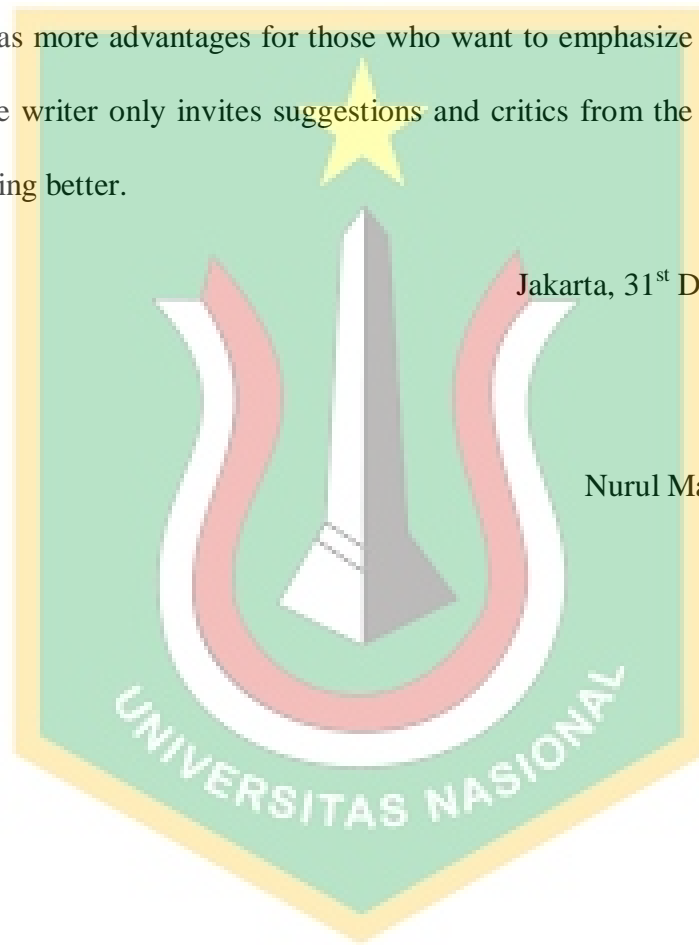 as more advantages for those who want to emphasize
e writer only invites suggestions and critics from the
ing better.
Jakarta, 31st D
Nurul Ma
UNIVERSITAS NASIONAL